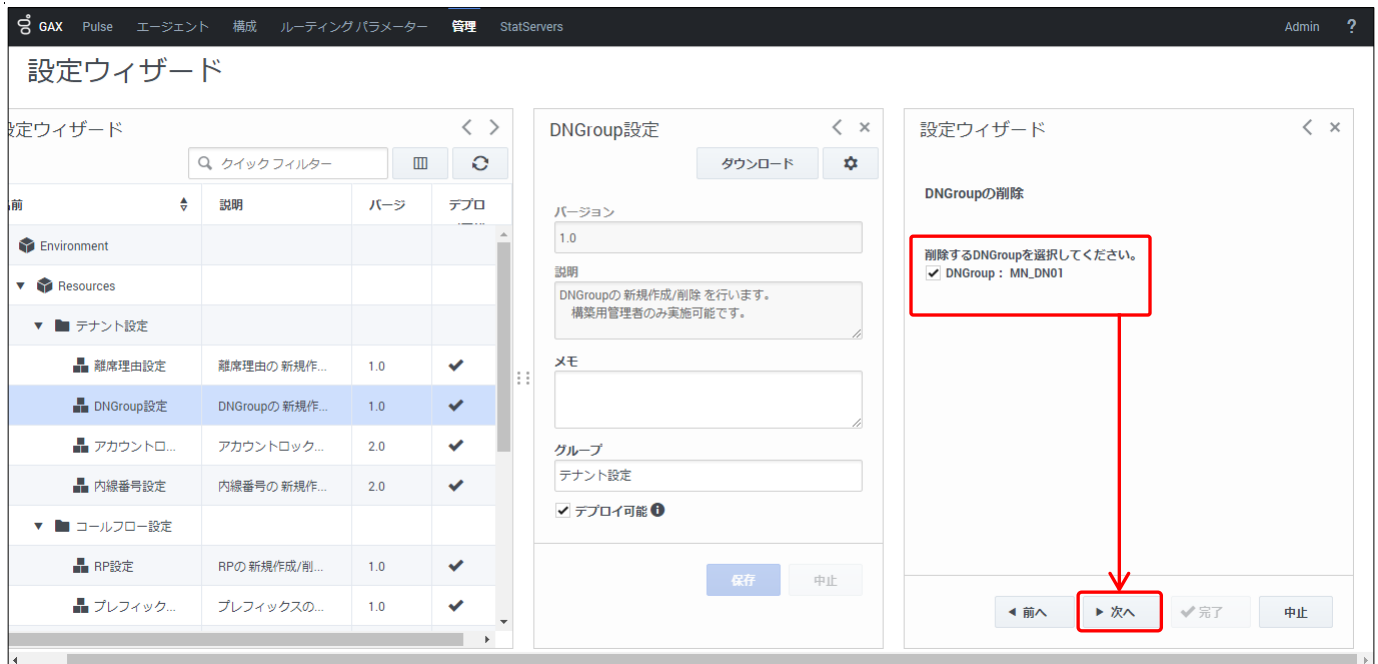 GAX Pulse エージェント 構成 ルーティング パラメーター 管理 StatServers Admin ?
設定ウィザード
設定ウィザード
クイック フィルター
名前 説明 バージ デプロ
Environment
▼ Resources
▼ テナント設定
離席理由設定 離席理由の 新規作... 1.0
DNGroup設定 DNGroupの 新規作... 1.0
アカウントロ... アカウントロック... 2.0
内線番号設定 内線番号の 新規作... 2.0
▼ コールフロー設定
RP設定 RPの 新規作成/削... 1.0
プレフィック... プレフィックスの... 1.0
DNGroup設定
ダウンロード
バージョン
1.0
説明
DNGroupの 新規作成/削除 を行います。
構築用管理者のみ実施可能です。
メモ
グループ
テナント設定
デプロイ可能
保存 中止
設定ウィザード
DNGroupの削除
削除するDNGroupを選択してください。
DNGroup： MN_DN01
前へ 次へ 完了 中止